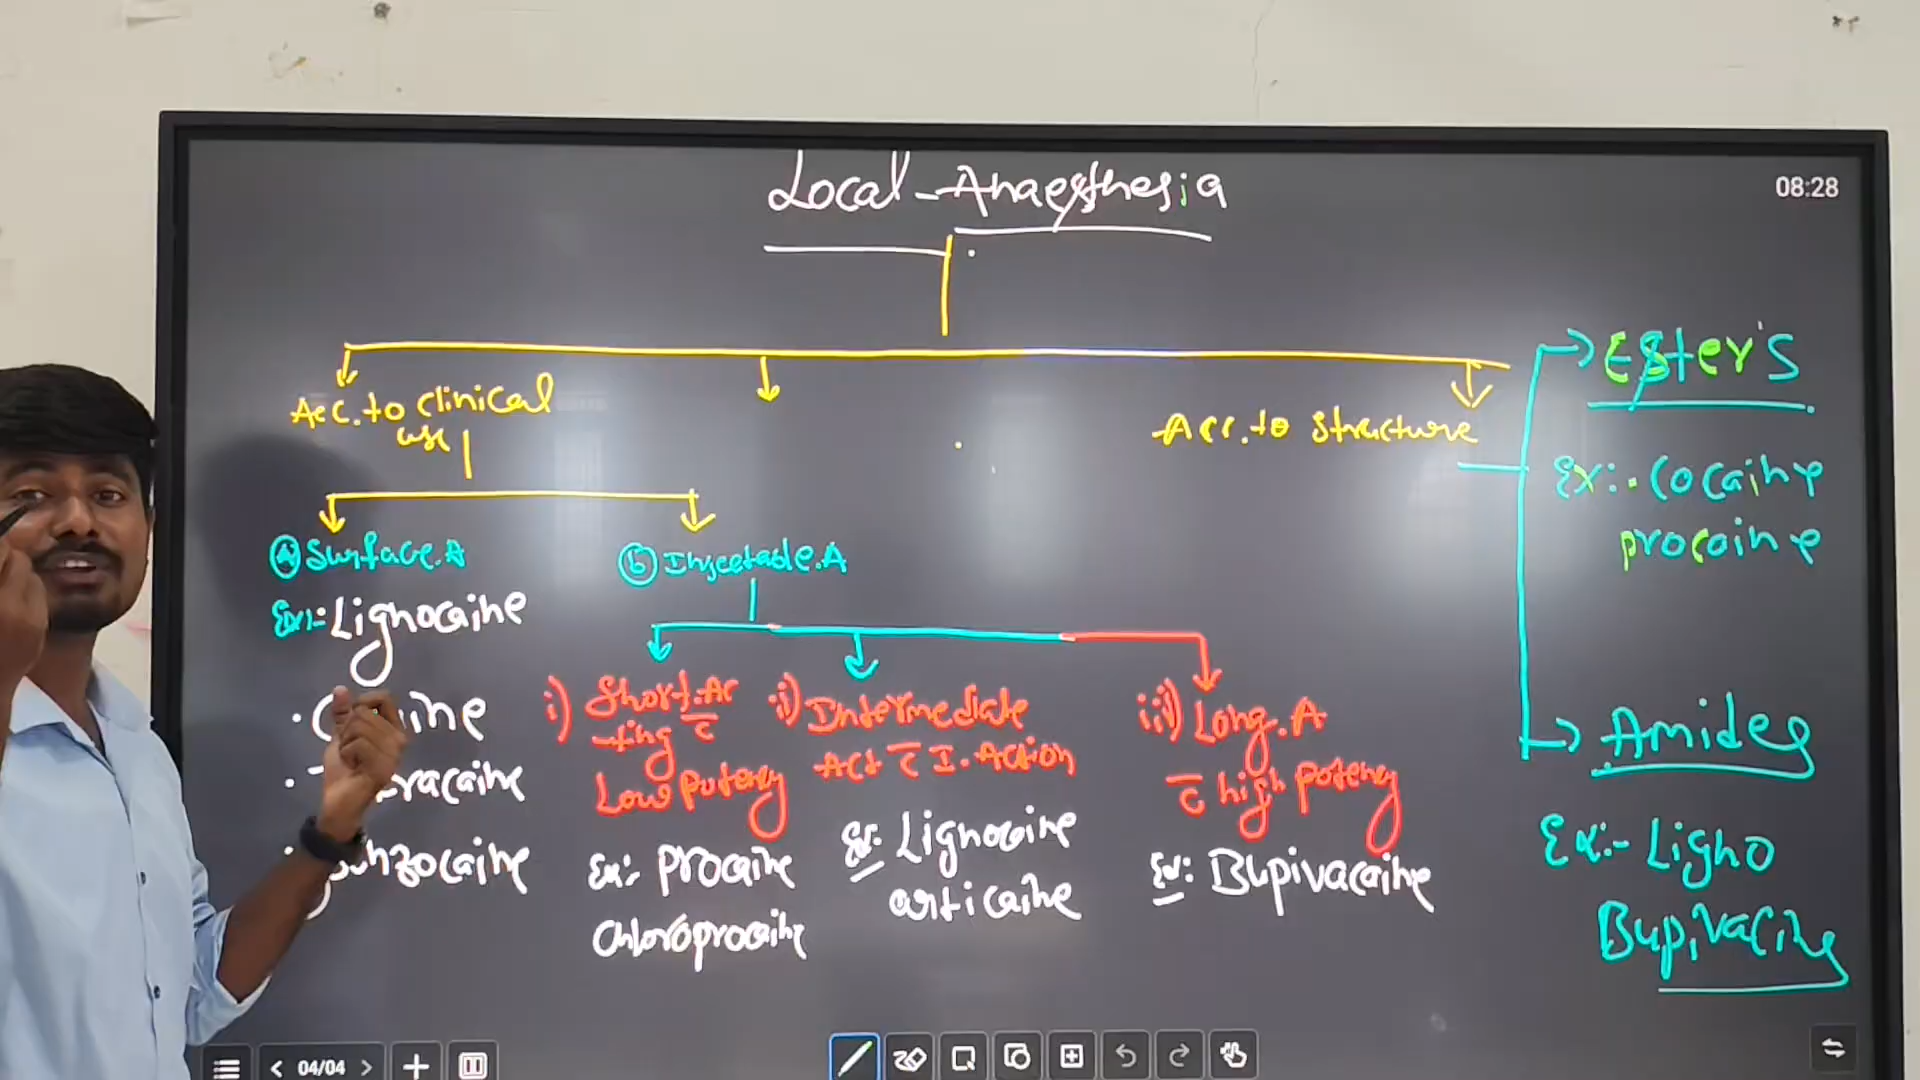 Local-Anaesthesia
08:28
Acc. to clinical
use
Acc. to structure
Ester's
Ex:- Cocaine
procaine
(a) Surface.A
Ex:- Lignocaine
(b) Injectable.A
i) Short.Ac
-ting c̄
Low potency
Ex:- Procaine
Chloroprocaine
ii) Intermediate
Act c̄ I. Action
Ex:- Lignocaine
articaine
iii) Long.A
c̄ high potency
Ex:- Bupivacaine
Amides
Ex:- Ligno
Bupivacine
04/04